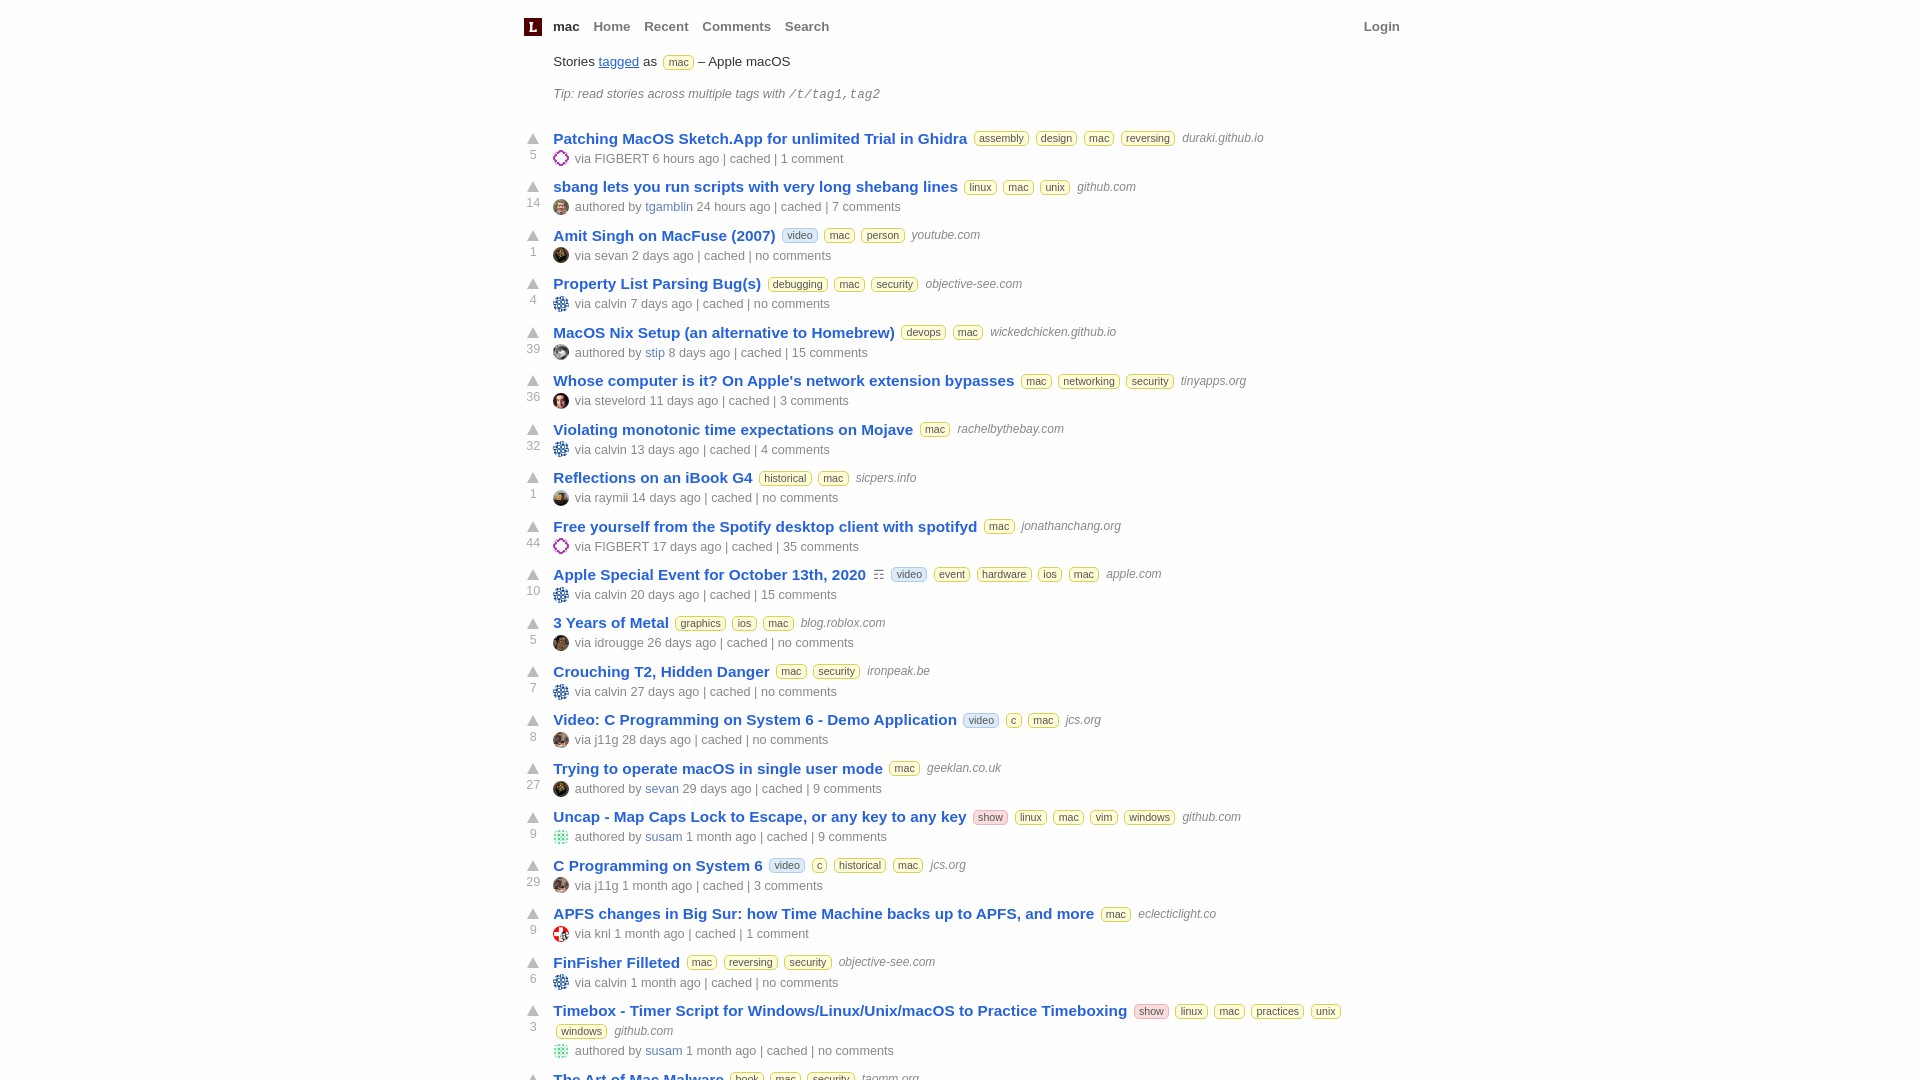 L mac Home Recent Comments Search Login
Stories tagged as mac – Apple macOS
Tip: read stories across multiple tags with /t/tag1,tag2
Patching MacOS Sketch.App for unlimited Trial in Ghidra assembly design mac reversing duraki.github.io
5 via FIGBERT 6 hours ago | cached | 1 comment
sbang lets you run scripts with very long shebang lines linux mac unix github.com
14 authored by tgamblin 24 hours ago | cached | 7 comments
Amit Singh on MacFuse (2007) video mac person youtube.com
1 via sevan 2 days ago | cached | no comments
Property List Parsing Bug(s) debugging mac security objective-see.com
4 via calvin 7 days ago | cached | no comments
MacOS Nix Setup (an alternative to Homebrew) devops mac wickedchicken.github.io
39 authored by stip 8 days ago | cached | 15 comments
Whose computer is it? On Apple's network extension bypasses mac networking security tinyapps.org
36 via stevelord 11 days ago | cached | 3 comments
Violating monotonic time expectations on Mojave mac rachelbythebay.com
32 via calvin 13 days ago | cached | 4 comments
Reflections on an iBook G4 historical mac sicpers.info
1 via raymii 14 days ago | cached | no comments
Free yourself from the Spotify desktop client with spotifyd mac jonathanchang.org
44 via FIGBERT 17 days ago | cached | 35 comments
Apple Special Event for October 13th, 2020 ☶ video event hardware ios mac apple.com
10 via calvin 20 days ago | cached | 15 comments
3 Years of Metal graphics ios mac blog.roblox.com
5 via idrougge 26 days ago | cached | no comments
Crouching T2, Hidden Danger mac security ironpeak.be
7 via calvin 27 days ago | cached | no comments
Video: C Programming on System 6 - Demo Application video c mac jcs.org
8 via j11g 28 days ago | cached | no comments
Trying to operate macOS in single user mode mac geeklan.co.uk
27 authored by sevan 29 days ago | cached | 9 comments
Uncap - Map Caps Lock to Escape, or any key to any key show linux mac vim windows github.com
9 authored by susam 1 month ago | cached | 9 comments
C Programming on System 6 video c historical mac jcs.org
29 via j11g 1 month ago | cached | 3 comments
APFS changes in Big Sur: how Time Machine backs up to APFS, and more mac eclecticlight.co
9 via knl 1 month ago | cached | 1 comment
FinFisher Filleted mac reversing security objective-see.com
6 via calvin 1 month ago | cached | no comments
Timebox - Timer Script for Windows/Linux/Unix/macOS to Practice Timeboxing show linux mac practices unix
3 windows github.com
authored by susam 1 month ago | cached | no comments
The Art of Mac Malware book mac security taomm.org